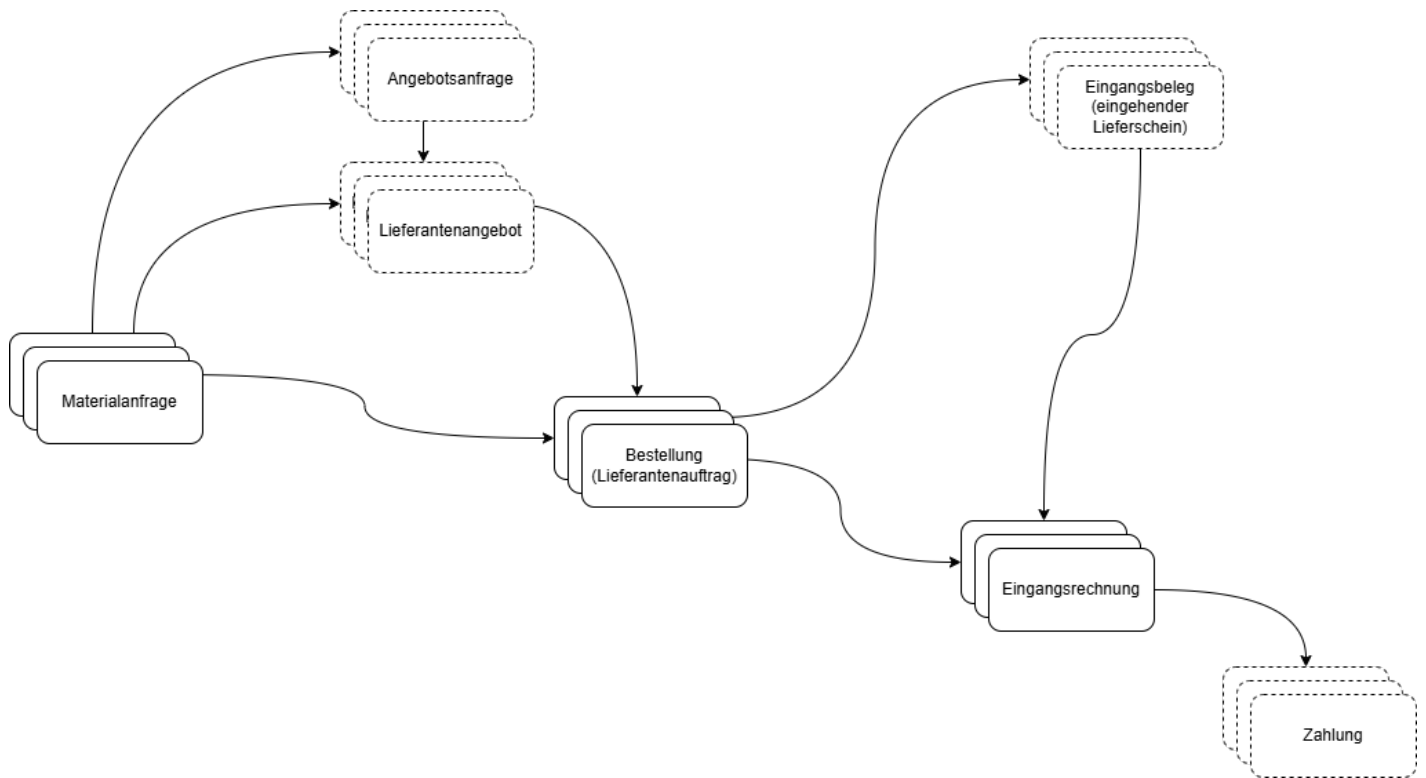 Angebotsanfrage
Eingangsbeleg
(eingehender
Lieferschein)
Lieferantenangebot
Materialanfrage
Bestellung
(Lieferantenauftrag)
Eingangsrechnung
Zahlung